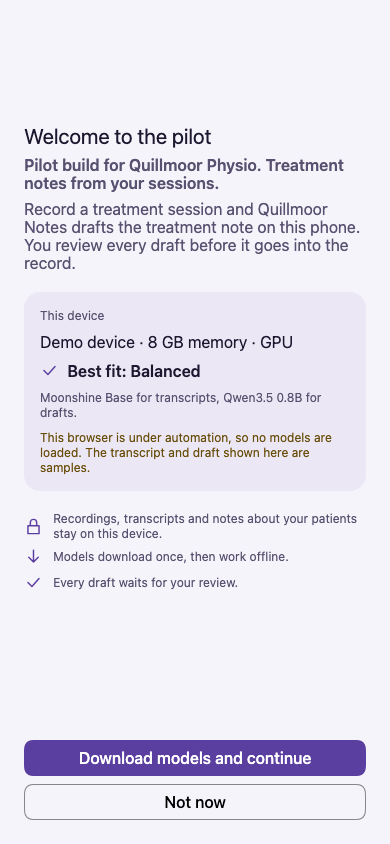 Welcome to the pilot
Pilot build for Quillmoor Physio. Treatment
notes from your sessions.
Record a treatment session and Quillmoor
Notes drafts the treatment note on this phone.
You review every draft before it goes into the
record.
This device
Demo device · 8 GB memory · GPU
Best fit: Balanced
Moonshine Base for transcripts, Qwen3.5 0.8B for
drafts.
This browser is under automation, so no models are
loaded. The transcript and draft shown here are
samples.
Recordings, transcripts and notes about your patients
stay on this device.
Models download once, then work offline.
Every draft waits for your review.
Download models and continue
Not now